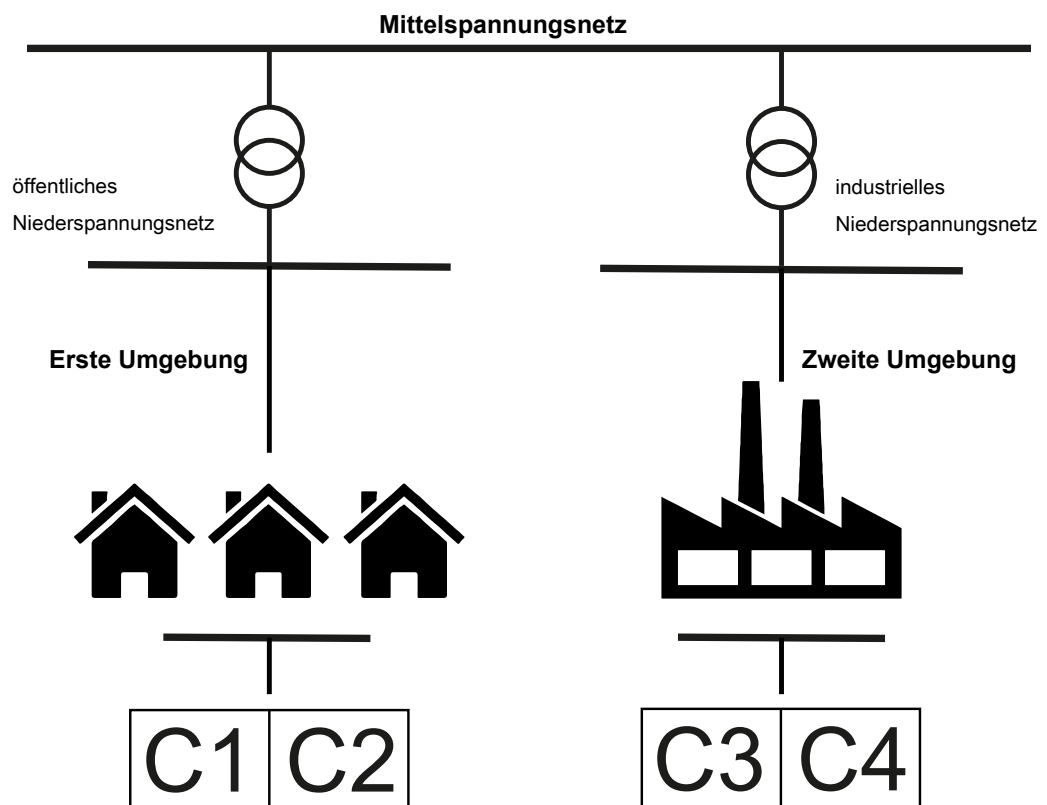 Mittelspannungsnetz
öffentliches
Niederspannungsnetz
industrielles
Niederspannungsnetz
Erste Umgebung
Zweite Umgebung
C1 C2
C3 C4